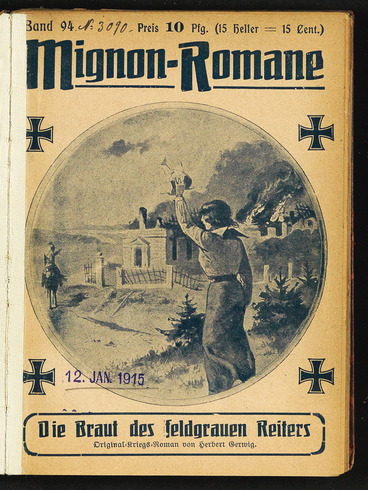 Band 94. N. 3090. Preis 10 Pfg. (15 Heller = 15 Cent.)
Mignon-Romane
12. JAN. 1915
Die Braut des feldgrauen Reiters
Original-Kriegs-Roman von Herbert Gerwig.